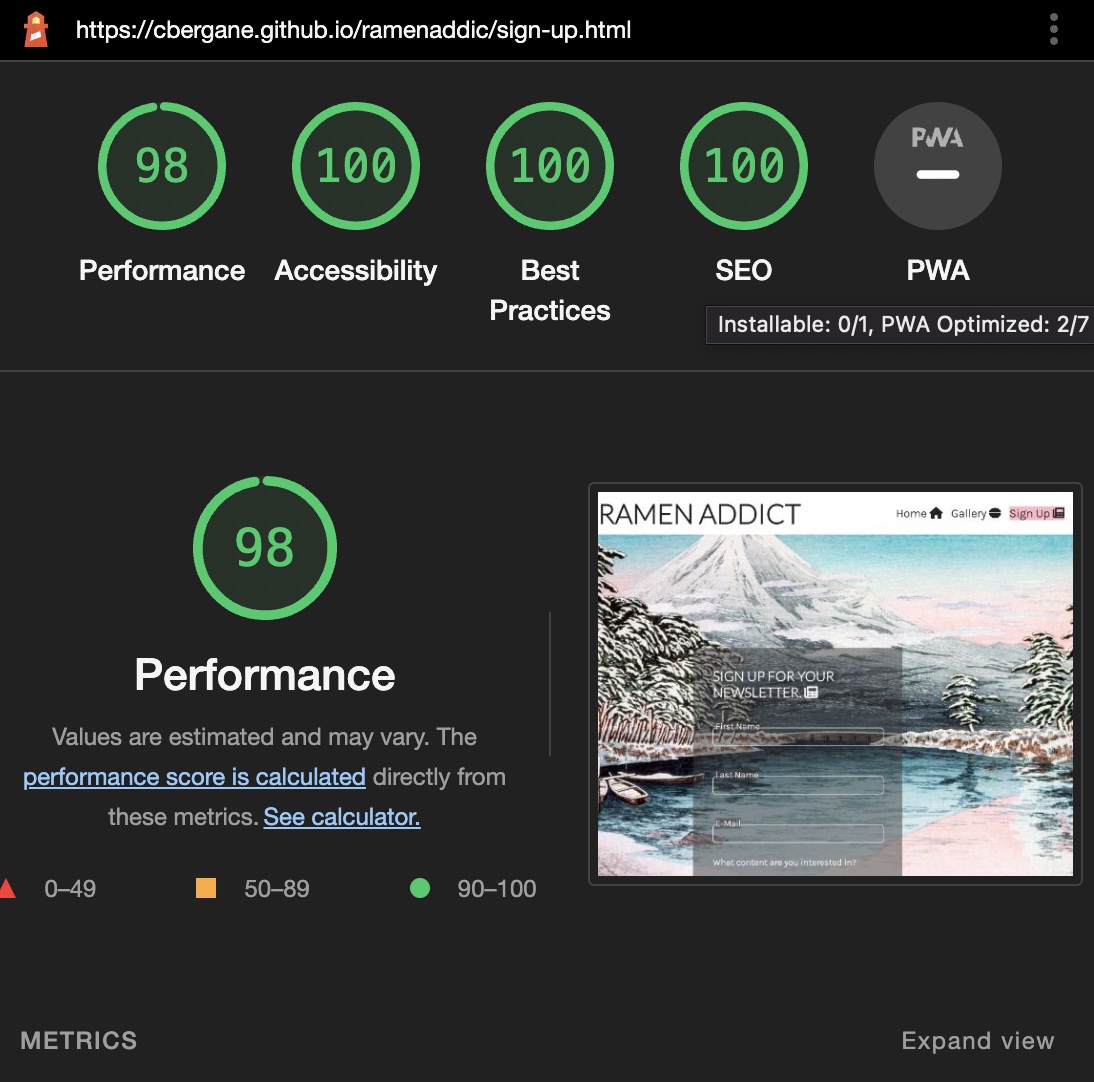 https://cbergane.github.io/ramenaddic/sign-up.html
98
100
100
100
PWA
Performance
Accessibility
Best
Practices
SEO
PWA
Installable: 0/1, PWA Optimized: 2/7
98
Performance
Values are estimated and may vary. The
performance score is calculated directly from
these metrics. See calculator.
0–49
50–89
90–100
RAMEN ADDICT
Home
Gallery
Sign Up
SIGN UP FOR YOUR
NEWSLETTER.
First Name
Last Name
E-Mail
What content are you interested in?
METRICS
Expand view